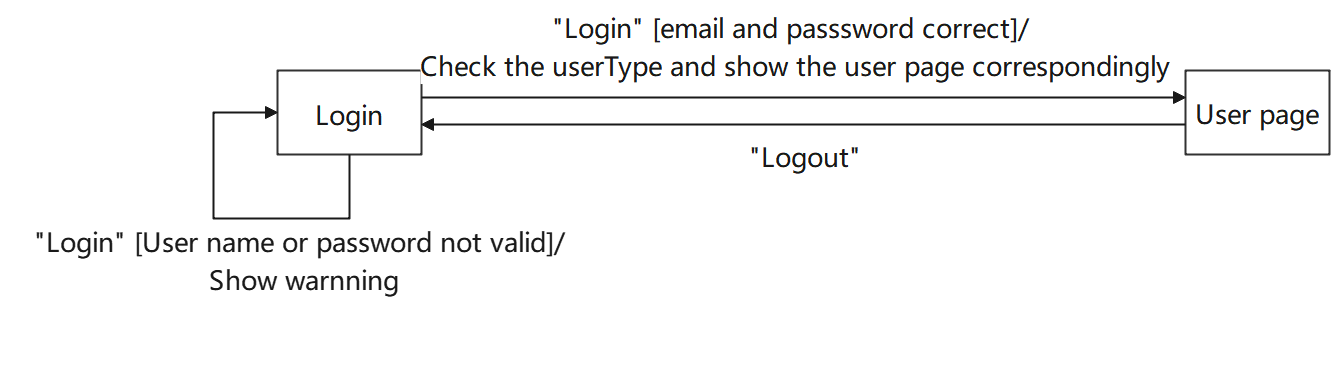 "Login" [email and passsword correct]/
Check the userType and show the user page correspondingly
Login
User page
"Logout"
"Login" [User name or password not valid]/
Show warnning